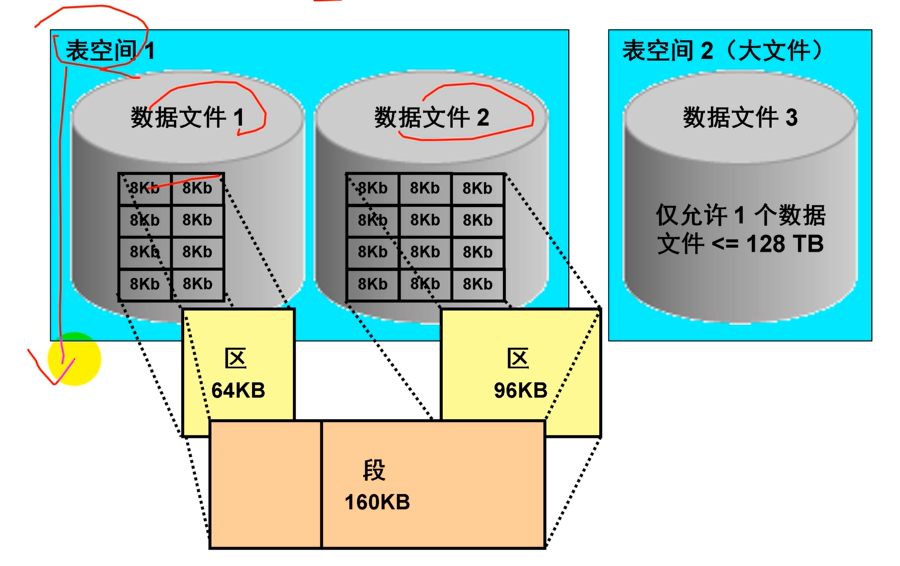 表空间 1
数据文件 1
8Kb 8Kb
8Kb 8Kb
8Kb 8Kb
8Kb 8Kb
数据文件 2
8Kb 8Kb 8Kb
8Kb 8Kb 8Kb
8Kb 8Kb 8Kb
8Kb 8Kb 8Kb
表空间 2（大文件）
数据文件 3
仅允许 1 个数据
文件 <= 128 TB
区
64KB
区
96KB
段
160KB